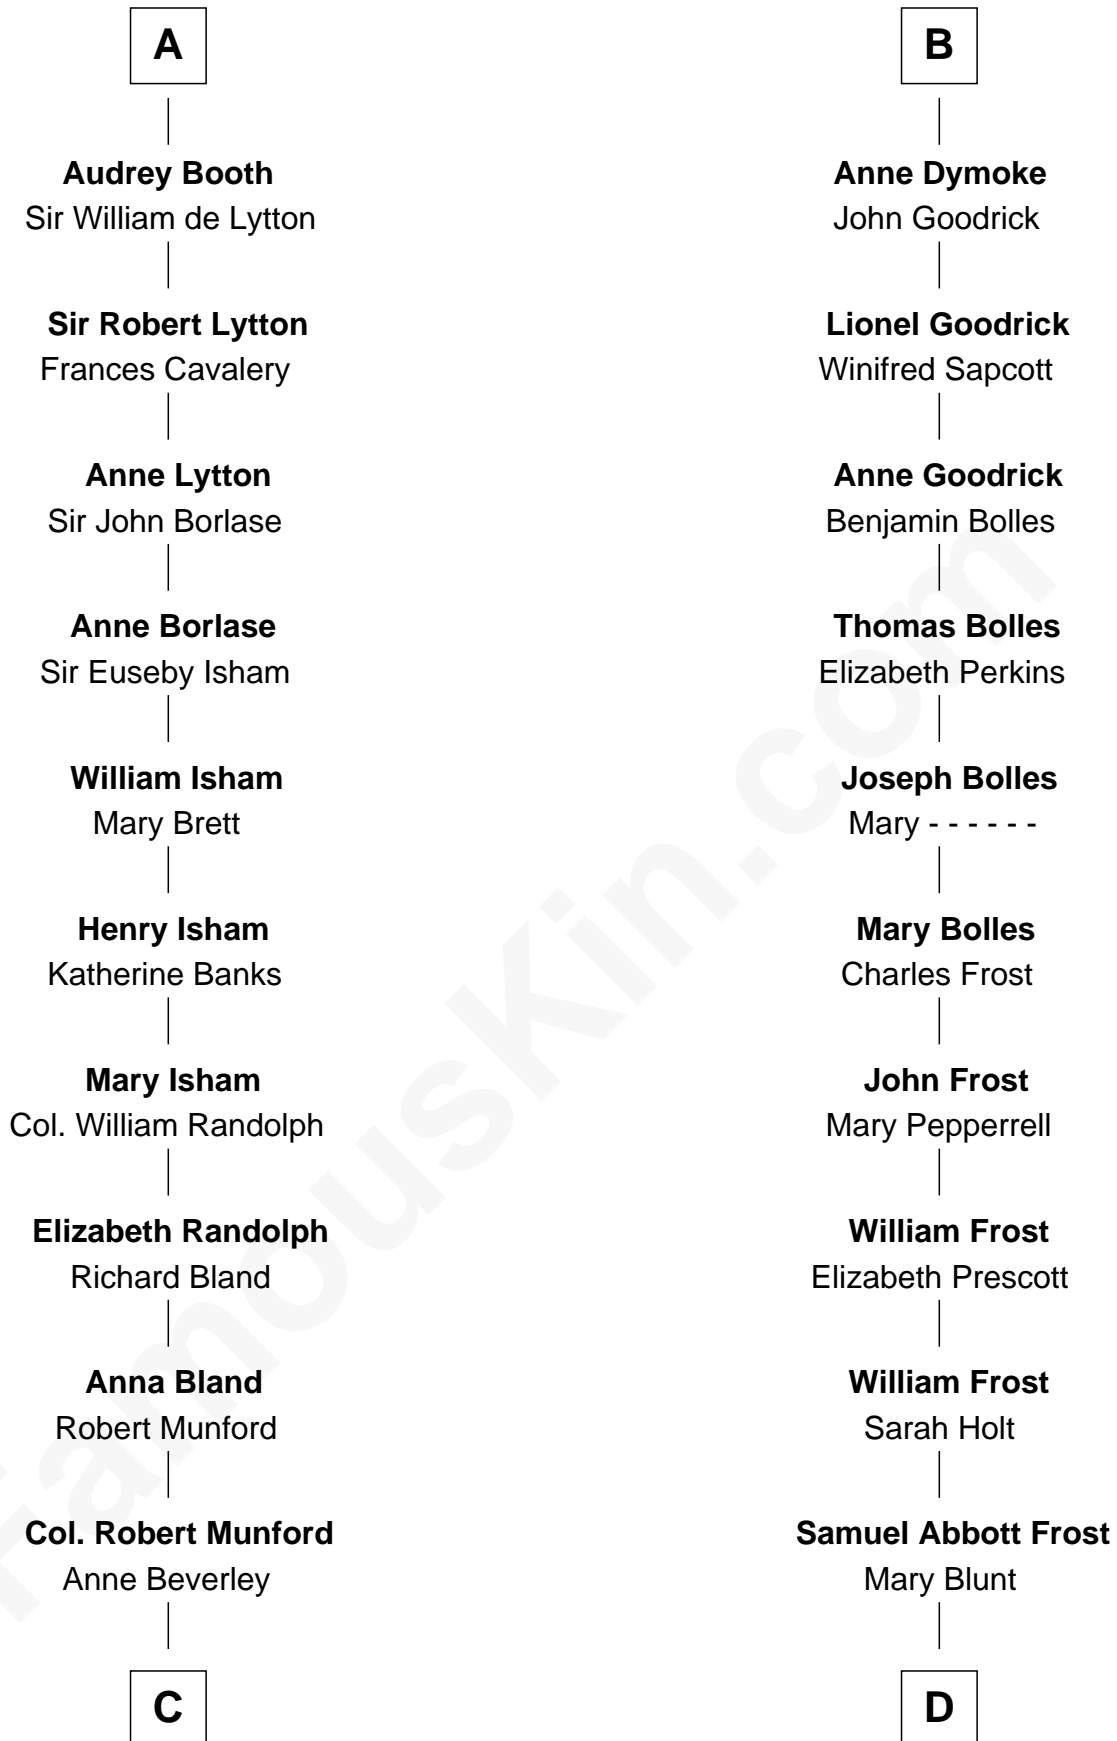 A
Audrey Booth
Sir William de Lytton
Sir Robert Lytton
Frances Cavalery
Anne Lytton
Sir John Borlase
Anne Borlase
Sir Euseby Isham
William Isham
Mary Brett
Henry Isham
Katherine Banks
Mary Isham
Col. William Randolph
Elizabeth Randolph
Richard Bland
Anna Bland
Robert Munford
Col. Robert Munford
Anne Beverley
C
B
Anne Dymoke
John Goodrick
Lionel Goodrick
Winifred Sapcott
Anne Goodrick
Benjamin Bolles
Thomas Bolles
Elizabeth Perkins
Joseph Bolles
Mary - - - - - -
Mary Bolles
Charles Frost
John Frost
Mary Pepperrell
William Frost
Elizabeth Prescott
William Frost
Sarah Holt
Samuel Abbott Frost
Mary Blunt
D
FamousKin.com